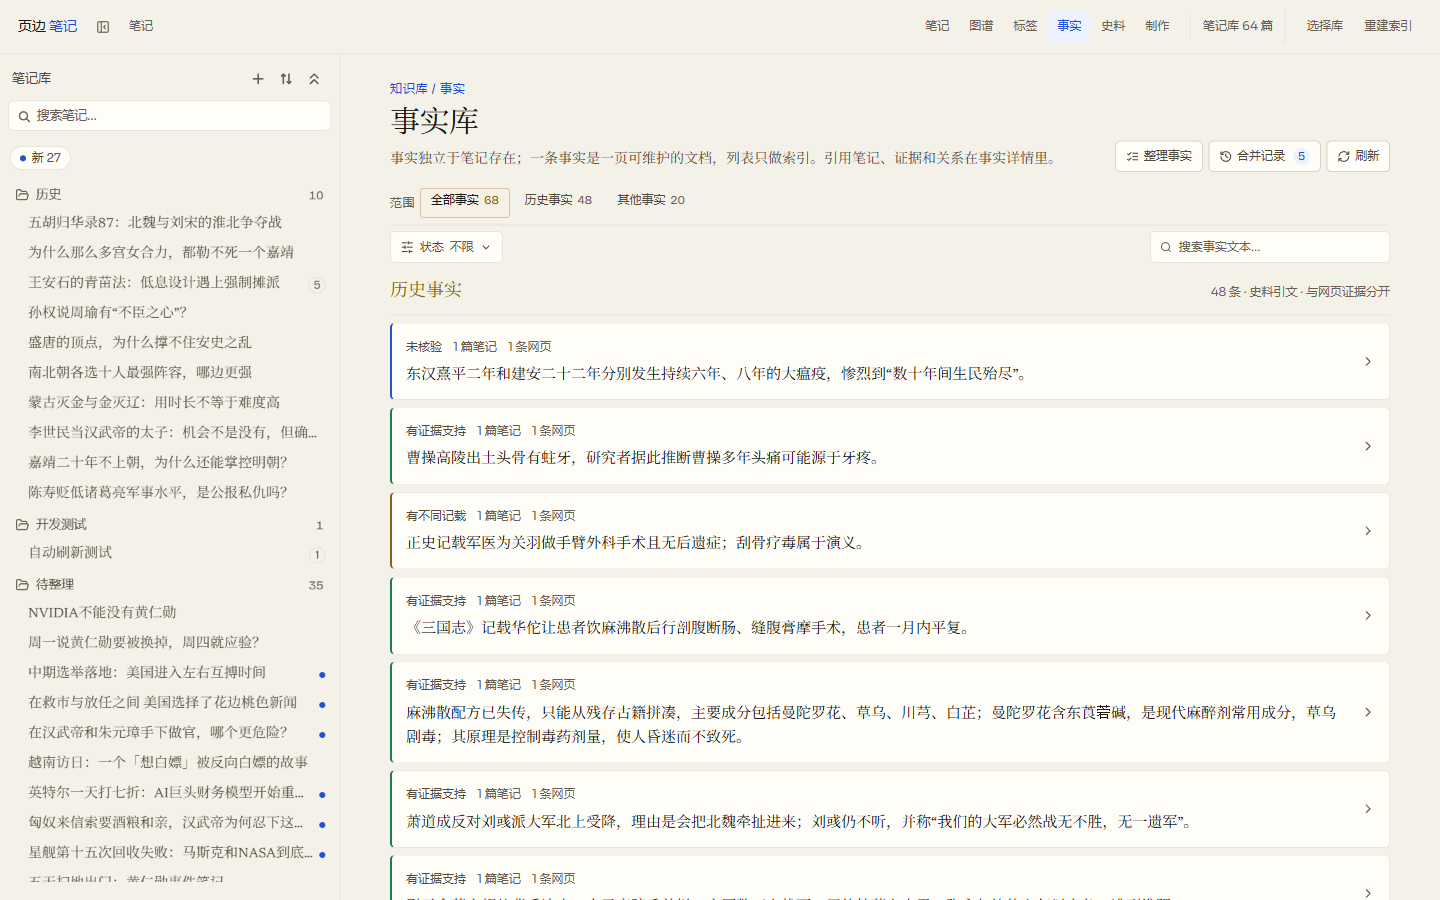 页边 笔记
笔记
笔记 图谱 标签 事实 史料 制作 笔记库 64 篇 选择库 重建索引
笔记库
搜索笔记...
新 27
历史 10
五胡归华录87：北魏与刘宋的淮北争夺战
为什么那么多宫女合力，都勒不死一个嘉靖
王安石的青苗法：低息设计遇上强制摊派 5
孙权说周瑜有“不臣之心”？
盛唐的顶点，为什么撑不住安史之乱
南北朝各选十人最强阵容，哪边更强
蒙古灭金与金灭辽：用时长不等于难度高
李世民当汉武帝的太子：机会不是没有，但确...
嘉靖二十年不上朝，为什么还能掌控明朝？
陈寿贬低诸葛亮军事水平，是公报私仇吗？
开发测试 1
自动刷新测试 1
待整理 35
NVIDIA不能没有黄仁勋
周一说黄仁勋要被换掉，周四就应验？
中期选举落地：美国进入左右互搏时间
在救市与放任之间 美国选择了花边桃色新闻
在汉武帝和朱元璋手下做官，哪个更危险？
越南访日：一个「想白嫖」被反向白嫖的故事
英特尔一天打七折：AI巨头财务模型开始重...
匈奴来信索要酒粮和亲，汉武帝为何忍下这...
星舰第十五次回收失败：马斯克和NASA到底...
知识库 / 事实
事实库
事实独立于笔记存在；一条事实是一页可维护的文档，列表只做索引。引用笔记、证据和关系在事实详情里。
整理事实 合并记录 5 刷新
范围 全部事实 68 历史事实 48 其他事实 20
状态 不限
搜索事实文本...
历史事实
48 条 · 史料引文 · 与网页证据分开
未核验 1篇笔记 1条网页
东汉熹平二年和建安二十二年分别发生持续六年、八年的大瘟疫，惨烈到“数十年间生民殆尽”。
有证据支持 1篇笔记 1条网页
曹操高陵出土头骨有蛀牙，研究者据此推断曹操多年头痛可能源于牙疼。
有不同记载 1篇笔记 1条网页
正史记载军医为关羽做手臂外科手术且无后遗症；刮骨疗毒属于演义。
有证据支持 1篇笔记 1条网页
《三国志》记载华佗让患者饮麻沸散后行剖腹断肠、缝腹膏摩手术，患者一月内平复。
有证据支持 1篇笔记 1条网页
麻沸散配方已失传，只能从残存古籍拼凑，主要成分包括曼陀罗花、草乌、川芎、白芷；曼陀罗花含东莨菪碱，是现代麻醉剂常用成分，草乌
剧毒；其原理是控制毒药剂量，使人昏迷而不致死。
有证据支持 1篇笔记 1条网页
萧道成反对刘彧派大军北上受降，理由是会把北魏牵扯进来；刘彧仍不听，并称“我们的大军必然战无不胜，无一遗军”。
有证据支持 1篇笔记 1条网页